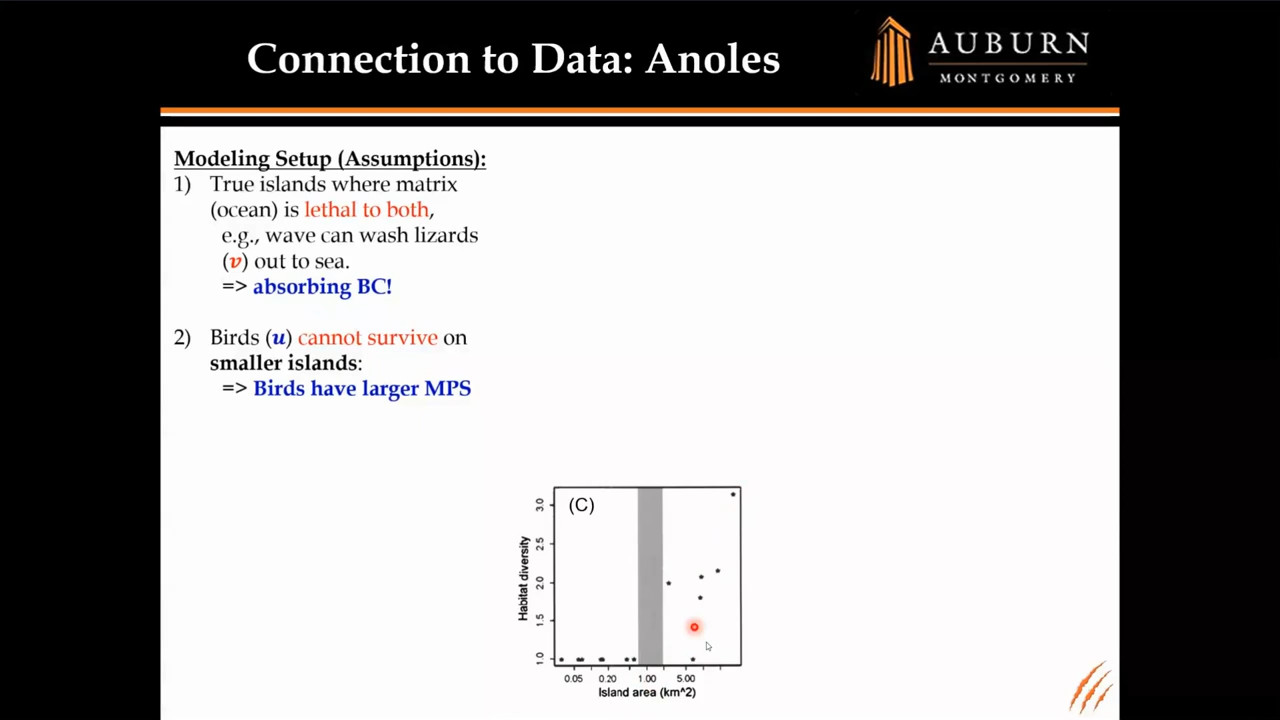 Connection to Data: Anoles
AUBURN
MONTGOMERY
Modeling Setup (Assumptions):
1) True islands where matrix
(ocean) is lethal to both,
e.g., wave can wash lizards
(v) out to sea.
=> absorbing BC!
2) Birds (u) cannot survive on
smaller islands:
=> Birds have larger MPS
(C)
Habitat diversity
3.0
2.5
2.0
1.5
1.0
0.05 0.20 1.00 5.00
Island area (km^2)